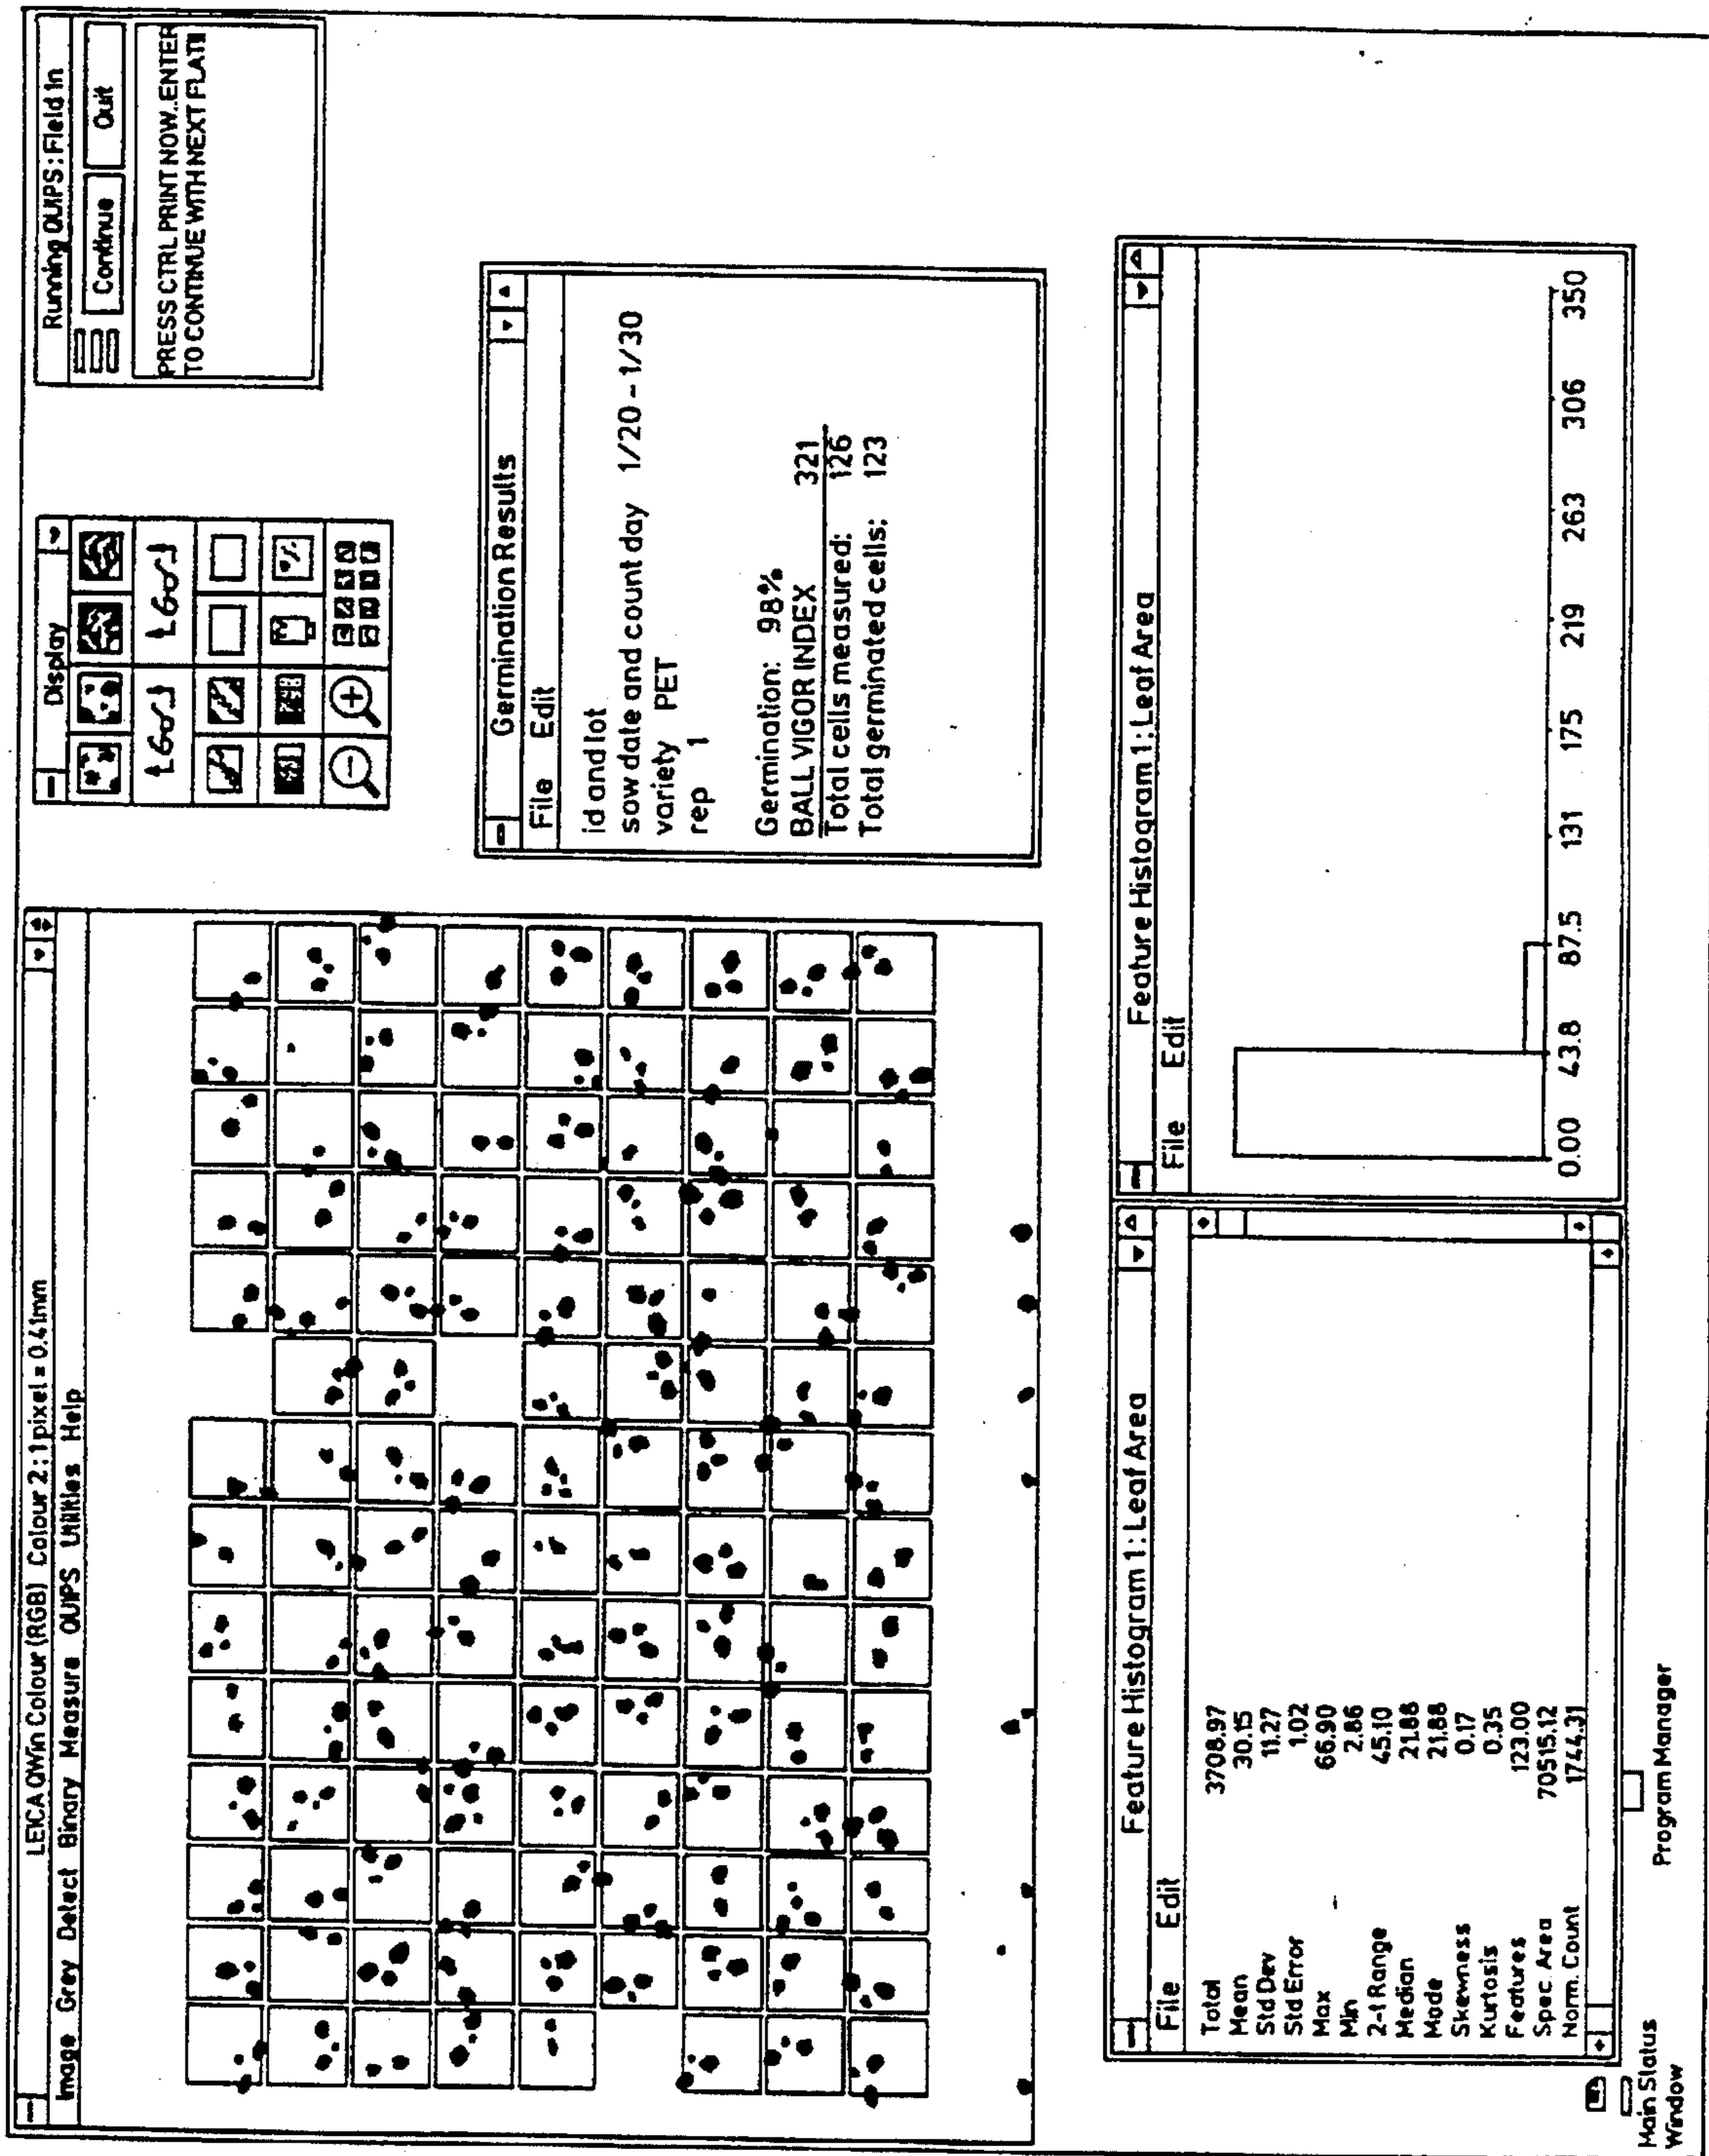 LEICA QWin Colour (RGB) Colour 2: 1 pixel = 0.41mm
Image Grey Detect Binary Measure QUIPS Utilities Help
Display
Running QUIPS: Field In
Continue Quit
PRESS CTRL PRINT NOW..ENTER
TO CONTINUE WITH NEXT FLAT
Germination Results
File Edit
id and lot
sow date and count day 1/20 - 1/30
variety PET
rep 1
Germination: 98%
BALL VIGOR INDEX 321
Total cells measured: 126
Total germinated cells: 123
Feature Histogram 1: Leaf Area
File Edit
Total 3708.97
Mean 30.15
Std Dev 11.27
Std Error 1.02
Max 66.90
Min 2.86
2-1 Range 45.10
Median 21.88
Mode 21.88
Skewness 0.17
Kurtosis 0.35
Features 123.00
Spec. Area 70515.12
Norm. Count 1744.31
Feature Histogram 1: Leaf Area
File Edit
0.00 43.8 87.5 131 175 219 263 306 350
Main Status
Window
Program Manager